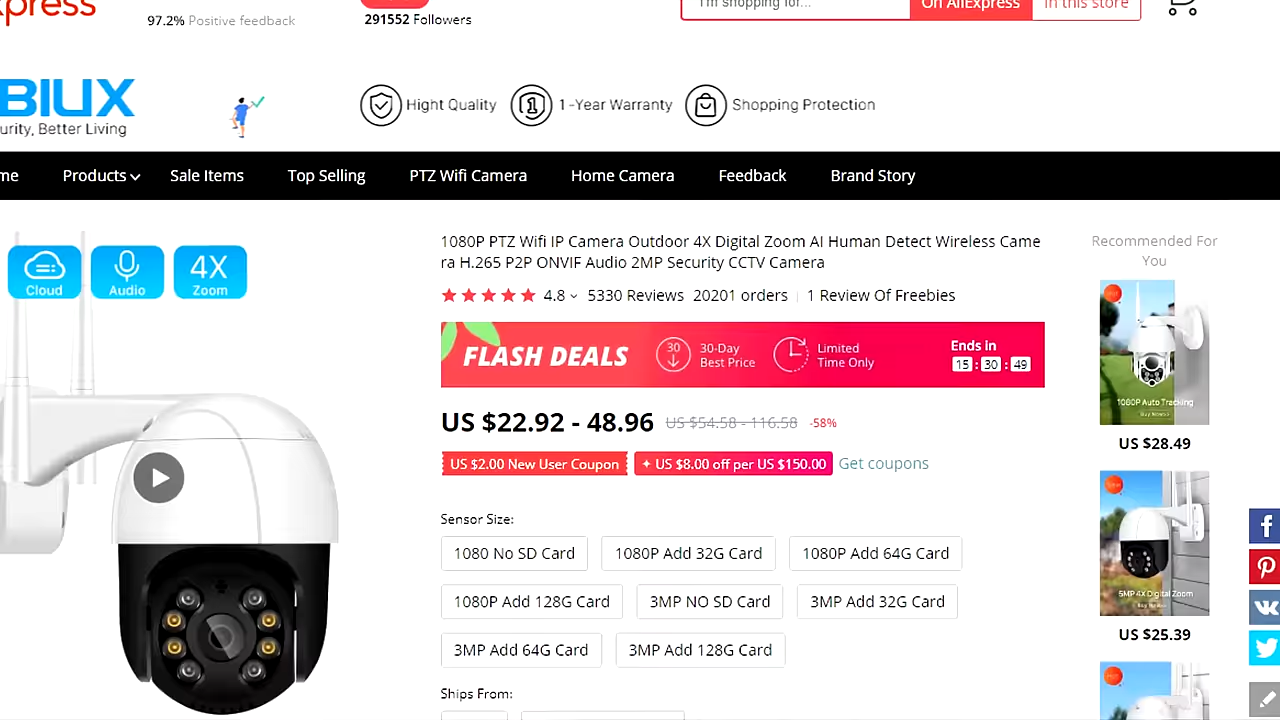 press
97.2% Positive feedback
291552 Followers
I'm shopping for...
On AliExpress
In this store
BIUX
urity, Better Living
Hight Quality
1-Year Warranty
Shopping Protection
me
Products
Sale Items
Top Selling
PTZ Wifi Camera
Home Camera
Feedback
Brand Story
Cloud
Audio
4X
Zoom
1080P PTZ Wifi IP Camera Outdoor 4X Digital Zoom AI Human Detect Wireless Came
ra H.265 P2P ONVIF Audio 2MP Security CCTV Camera
4.8 5330 Reviews 20201 orders 1 Review Of Freebies
FLASH DEALS
30
30-Day
Best Price
Limited
Time Only
Ends in
15 : 30 : 49
US $22.92 - 48.96 US $54.58 - 116.58 -58%
US $2.00 New User Coupon
US $8.00 off per US $150.00
Get coupons
Sensor Size:
1080 No SD Card
1080P Add 32G Card
1080P Add 64G Card
1080P Add 128G Card
3MP NO SD Card
3MP Add 32G Card
3MP Add 64G Card
3MP Add 128G Card
Ships From:
Recommended For
You
1080P Auto Tracking
Buy Now>>
US $28.49
5MP 4X Digital Zoom
US $25.39